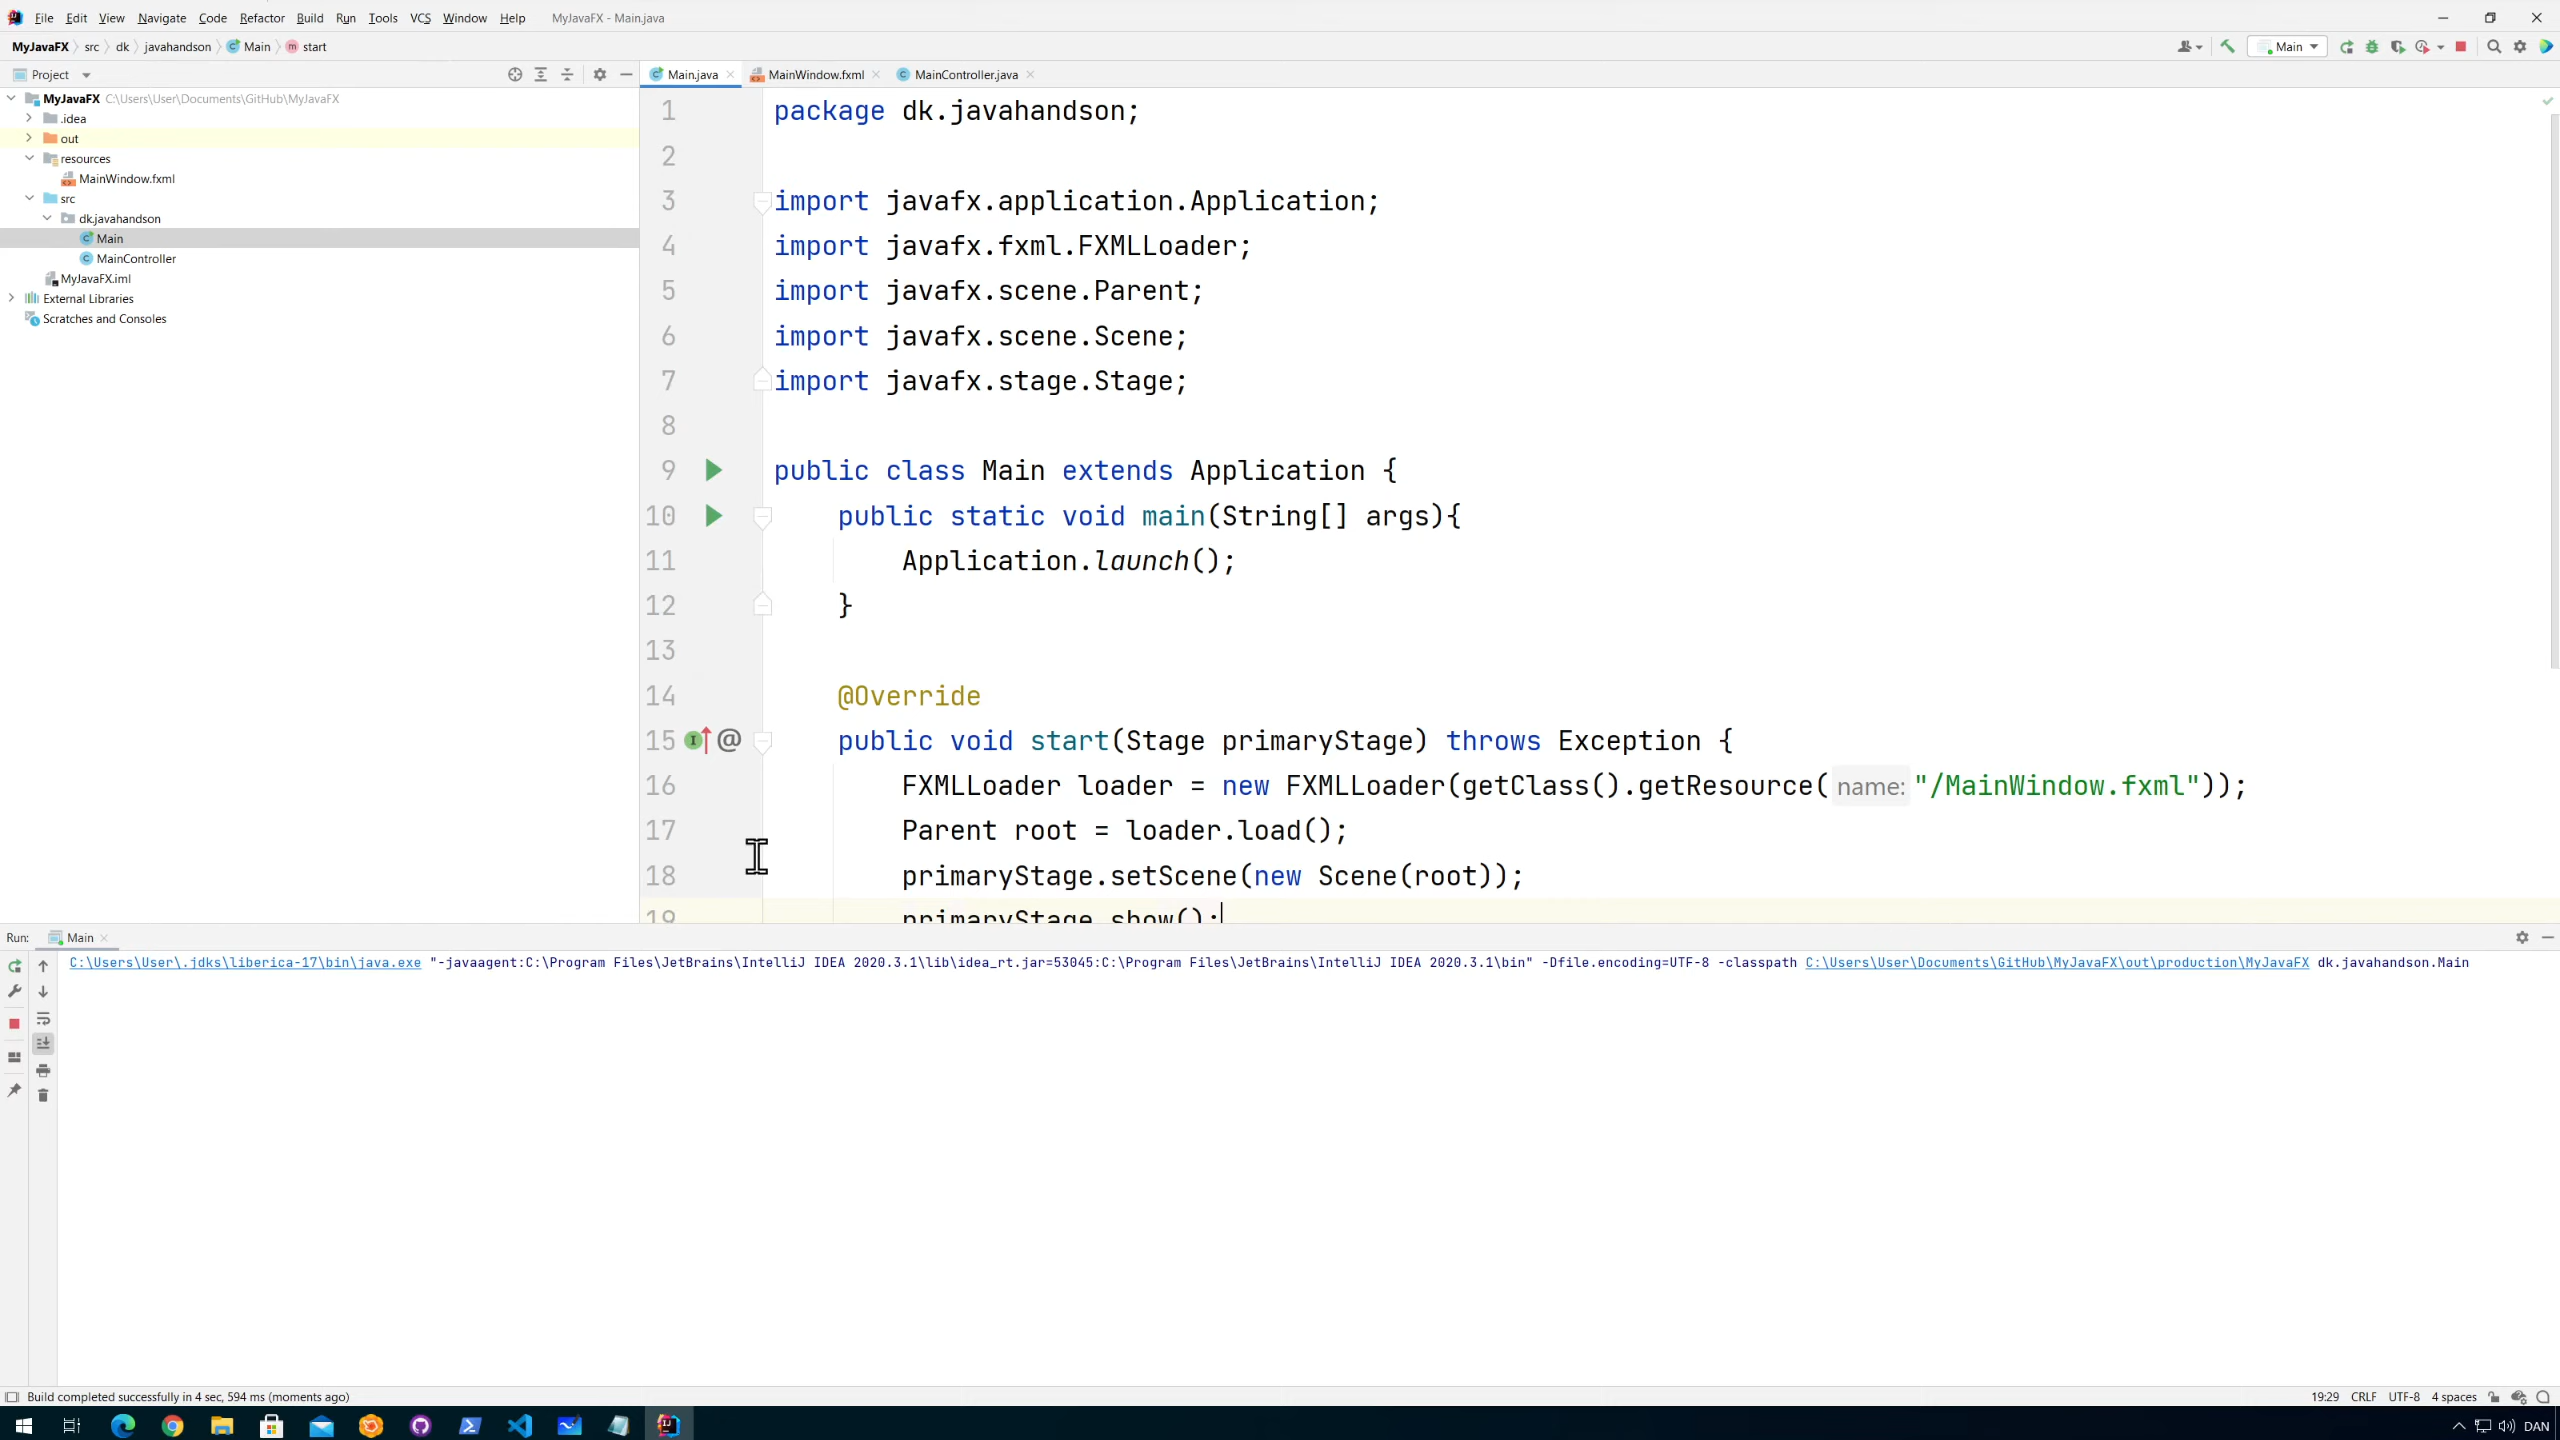 File Edit View Navigate Code Refactor Build Run Tools VCS Window Help MyJavaFX - Main.java
MyJavaFX src dk javahandson Main start
Main
Project
Main.java MainWindow.fxml MainController.java
MyJavaFX C:\Users\User\Documents\GitHub\MyJavaFX
.idea
out
resources
MainWindow.fxml
src
dk.javahandson
Main
MainController
MyJavaFX.iml
External Libraries
Scratches and Consoles
1 package dk.javahandson;
2
3 import javafx.application.Application;
4 import javafx.fxml.FXMLLoader;
5 import javafx.scene.Parent;
6 import javafx.scene.Scene;
7 import javafx.stage.Stage;
8
9 public class Main extends Application {
10 public static void main(String[] args){
11 Application.launch();
12 }
13
14 @Override
15 @ public void start(Stage primaryStage) throws Exception {
16 FXMLLoader loader = new FXMLLoader(getClass().getResource( name: "/MainWindow.fxml"));
17 Parent root = loader.load();
18 primaryStage.setScene(new Scene(root));
19 primaryStage.show();
Run: Main
C:\Users\User\.jdks\liberica-17\bin\java.exe "-javaagent:C:\Program Files\JetBrains\IntelliJ IDEA 2020.3.1\lib\idea_rt.jar=53045:C:\Program Files\JetBrains\IntelliJ IDEA 2020.3.1\bin" -Dfile.encoding=UTF-8 -classpath C:\Users\User\Documents\GitHub\MyJavaFX\out\production\MyJavaFX dk.javahandson.Main
Build completed successfully in 4 sec, 594 ms (moments ago)
19:29 CRLF UTF-8 4 spaces
DAN